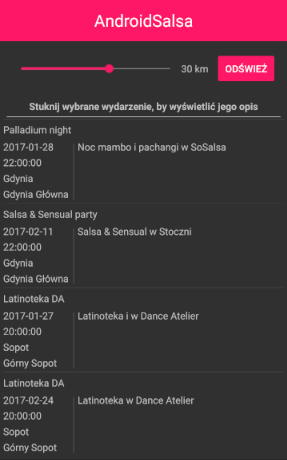 AndroidSalsa
30 km ODŚWIEŻ
Stuknij wybrane wydarzenie, by wyświetlić jego opis
Palladium night
2017-01-28 Noc mambo i pachangi w SoSalsa
22:00:00
Gdynia
Gdynia Główna
Salsa & Sensual party
2017-02-11 Salsa & Sensual w Stoczni
22:00:00
Gdynia
Gdynia Główna
Latinoteka DA
2017-01-27 Latinoteka i w Dance Atelier
20:00:00
Sopot
Górny Sopot
Latinoteka DA
2017-02-24 Latinoteka w Dance Atelier
20:00:00
Sopot
Górny Sopot